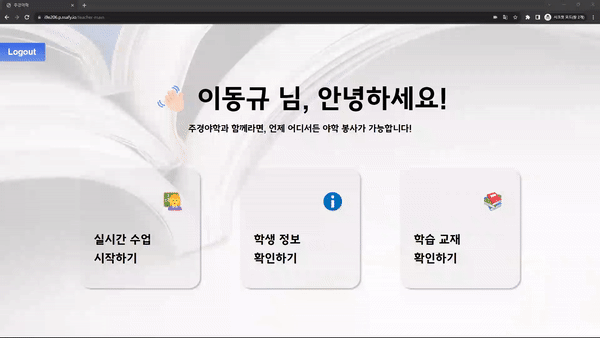 주경야학
i9e206.p.ssafy.io/teacher-main
Logout
이동규 님, 안녕하세요!
주경야학과 함께라면, 언제 어디서든 야학 봉사가 가능합니다!
실시간 수업
시작하기
학생 정보
확인하기
학습 교재
확인하기